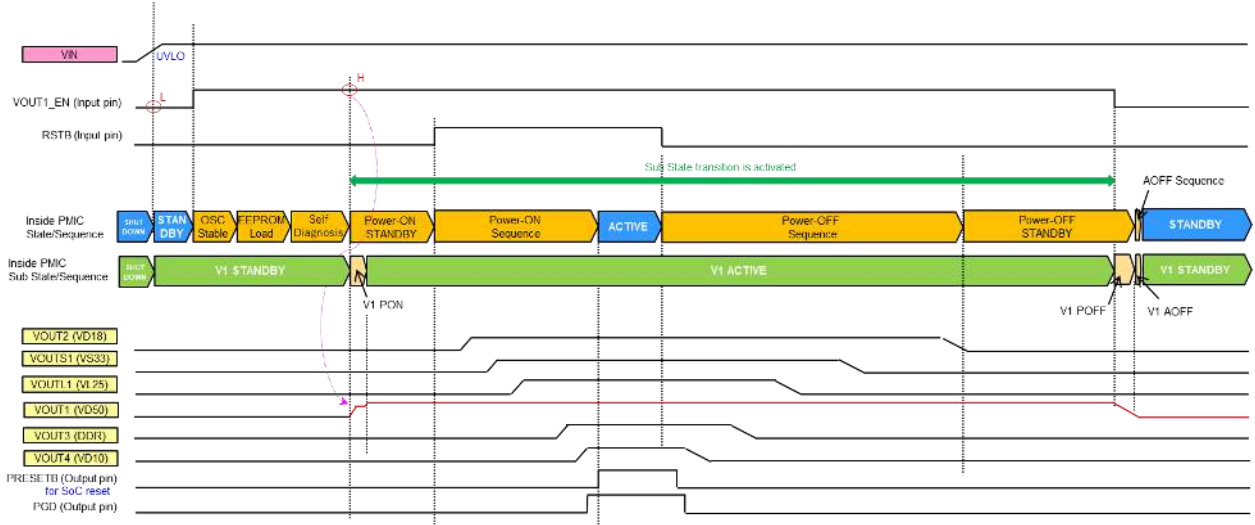 VIN
UVLO
H
L
VOUT1_EN (Input pin)
RSTB (Input pin)
Sub State transition is activated
AOFF Sequence
Inside PMIC
State/Sequence
SHUT
DOWN
STAN
DBY
OSC
Stable
EEPROM
Load
Self
Diagnosis
Power-ON
STANDBY
Power-ON
Sequence
ACTIVE
Power-OFF
Sequence
Power-OFF
STANDBY
STANDBY
Inside PMIC
Sub State/Sequence
SHUT
DOWN
V1 STANDBY
V1 ACTIVE
V1 STANDBY
V1 PON
V1 POFF
V1 AOFF
VOUT2 (VD18)
VOUTS1 (VS33)
VOUTL1 (VL25)
VOUT1 (VD50)
VOUT3 (DDR)
VOUT4 (VD10)
PRESETB (Output pin)
for SoC reset
PGD (Output pin)